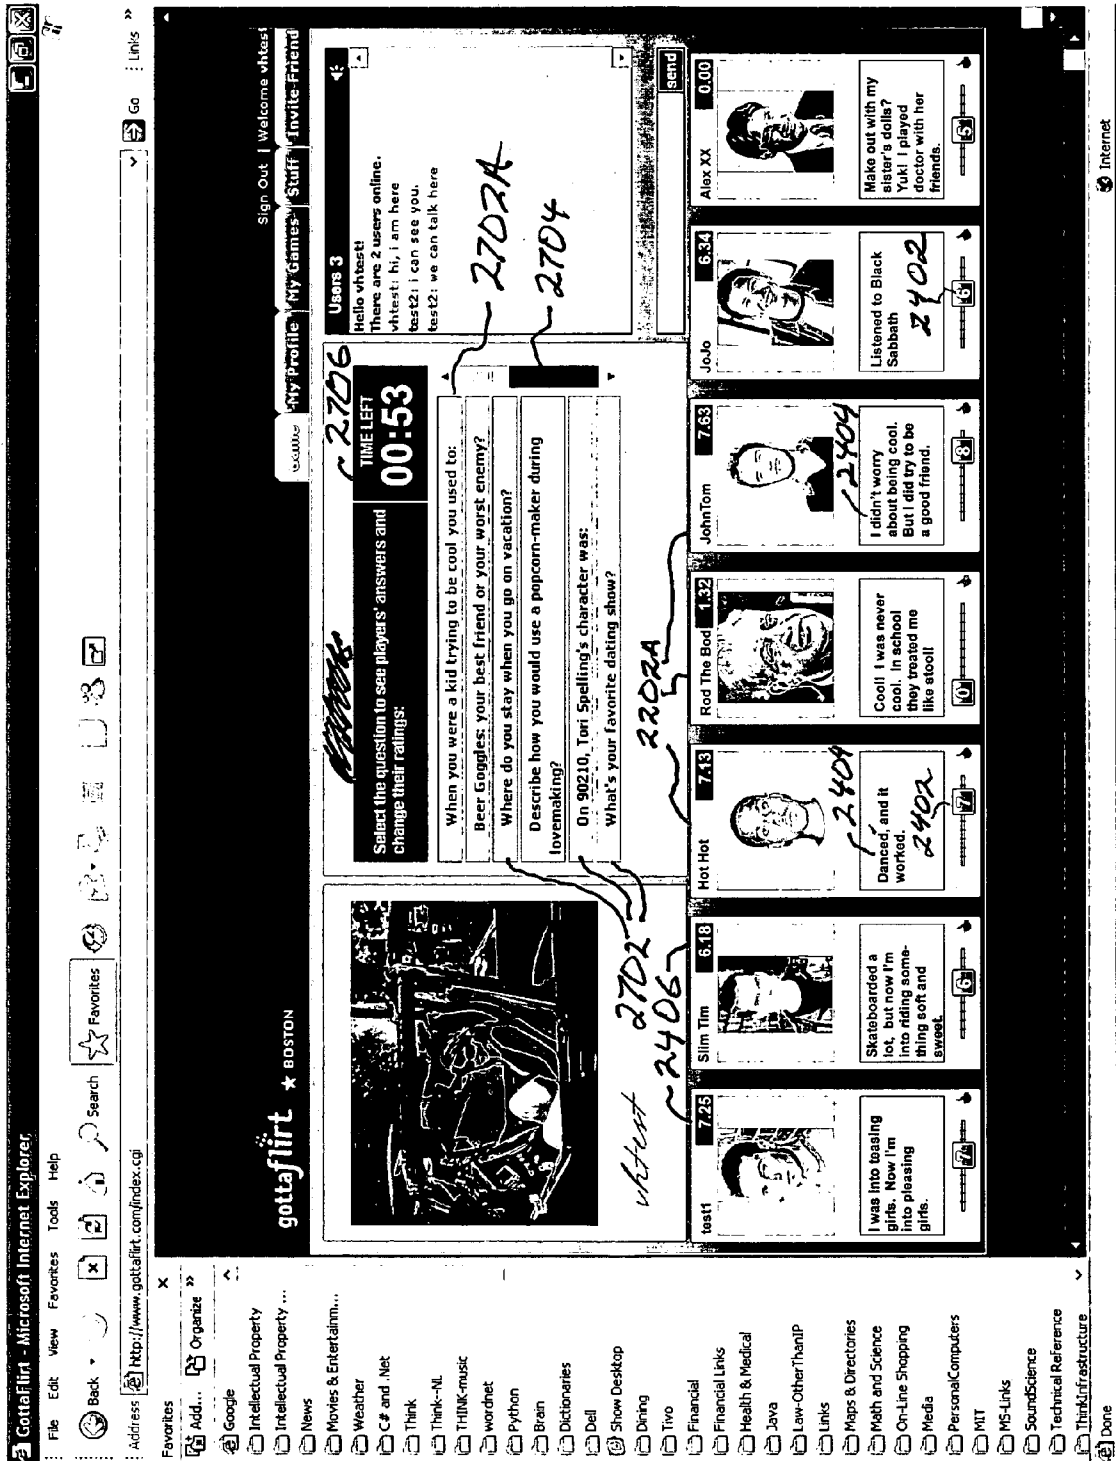 GottaFlirt - Microsoft Internet Explorer
File Edit View Favorites Tools Help
Back Search Favorites
Address http://www.gottaflirt.com/index.cgi Go Links »
Favorites
Add... Organize »
Google
Intellectual Property
Intellectual Property ...
News
Movies & Entertainm...
Weather
C# and .Net
Think
Think--NL
THINK-music
wordnet
Python
Brain
Dictionaries
Dell
Show Desktop
Dining
Tivo
Financial
Financial Links
Health & Medical
Java
Law-OtherThanIP
Links
Maps & Directories
Math and Science
On-Line Shopping
Media
PersonalComputers
MIT
MS-Links
SoundScience
Technical Reference
ThinkInfrastructure
Sign Out | Welcome vhtest
gottaflirt ★ BOSTON
My Profile My Games Stuff Invite-Friend
2706
Select the question to see players' answers and
change their ratings:
TIME LEFT
00:53
When you were a kid trying to be cool you used to:
Beer Goggles: your best friend or your worst enemy?
Where do you stay when you go on vacation?
Describe how you would use a popcorn-maker during
lovemaking?
On 90210, Tori Spelling's character was:
What's your favorite dating show?
Users 3
Hello vhtest!
There are 2 users online.
vhtest: hi, i am here
test2: i can see you.
test2: we can talk here
2702A
2704
send
vhtest
2702
2406
2202A
test1 7.25
I was into teasing
girls. Now I'm
into pleasing
girls.
7
Slim Tim 6.18
Skateboarded a
lot, but now I'm
into riding some-
thing soft and
sweet.
6
Hot Hot 7.13
2404
Danced, and it
worked.
2402
7
Rod The Bod 1.32
Cool! I was never
cool. In school
they treated me
like stool!
0
JohnTom 7.63
2404
I didn't worry
about being cool.
But I did try to be
a good friend.
8
JoJo 6.34
Listened to Black
Sabbath
2402
6
Alex XX 0.00
Make out with my
sister's dolls?
Yuk! I played
doctor with her
friends.
5
Done Internet